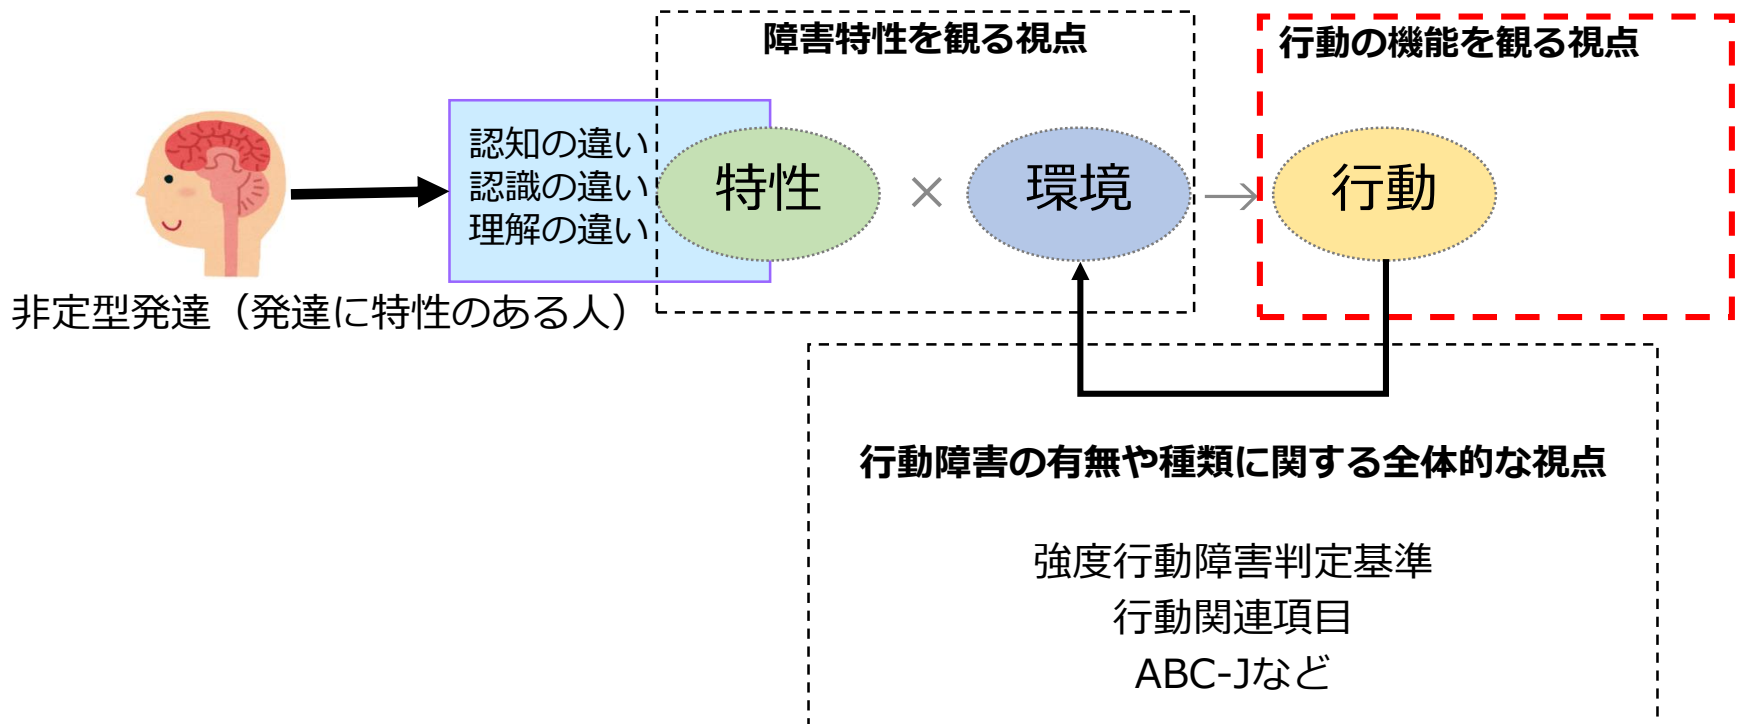 障害特性を観る視点
行動の機能を観る視点
認知の違い
認識の違い
理解の違い
特性
×
環境
→
行動
非定型発達（発達に特性のある人）
行動障害の有無や種類に関する全体的な視点
強度行動障害判定基準
行動関連項目
ABC-Jなど